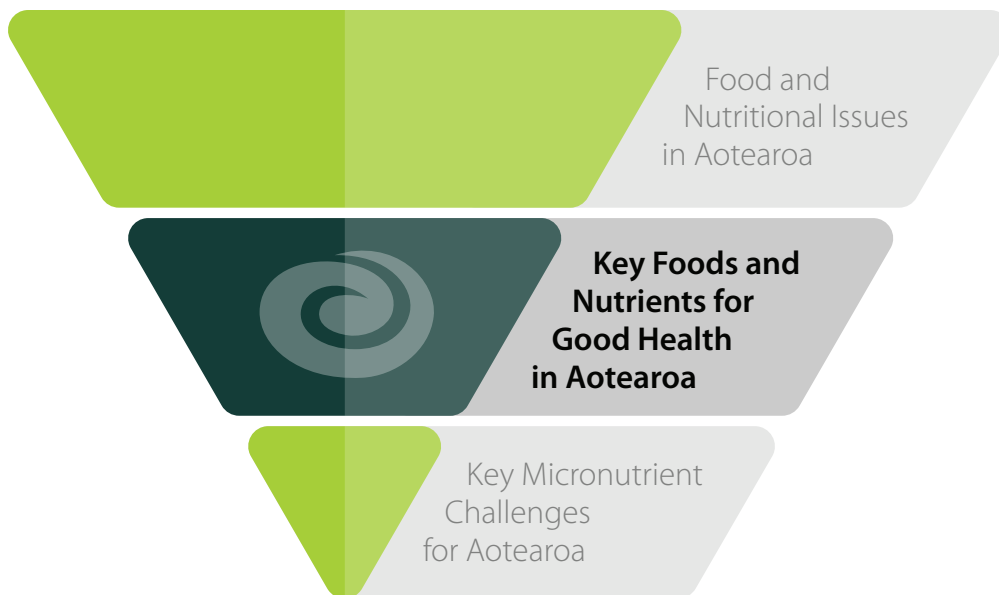 Food and
Nutritional Issues
in Aotearoa
Key Foods and
Nutrients for
Good Health
in Aotearoa
Key Micronutrient
Challenges
for Aotearoa